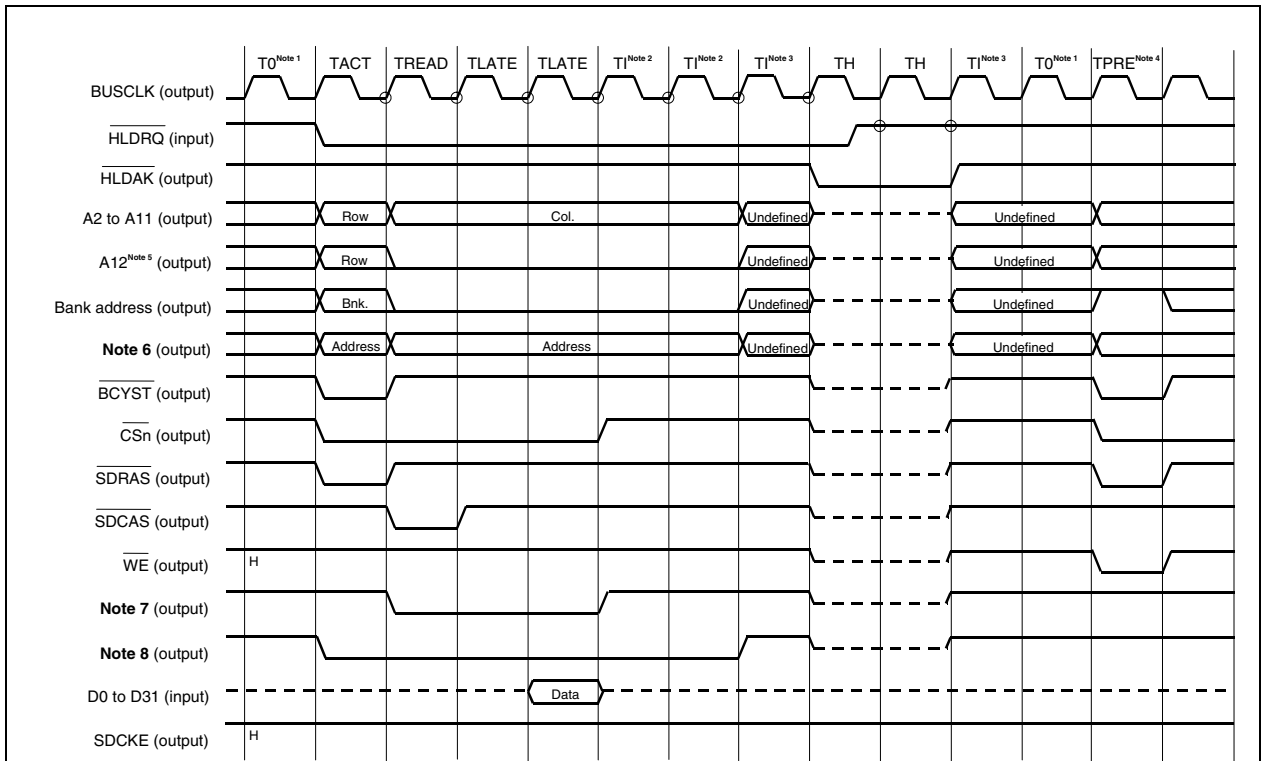 T0Note 1 TACT TREAD TLATE TLATE TINote 2 TINote 2 TINote 3 TH TH TINote 3 T0Note 1 TPRENote 4
BUSCLK (output)
HLDRQ (input)
HLDAK (output)
A2 to A11 (output) Row Col. Undefined Undefined
A12Note 5 (output) Row Undefined Undefined
Bank address (output) Bnk. Undefined Undefined
Note 6 (output) Address Address Undefined Undefined
BCYST (output)
CSn (output)
SDRAS (output)
SDCAS (output)
WE (output) H
Note 7 (output)
Note 8 (output)
D0 to D31 (input) Data
SDCKE (output) H